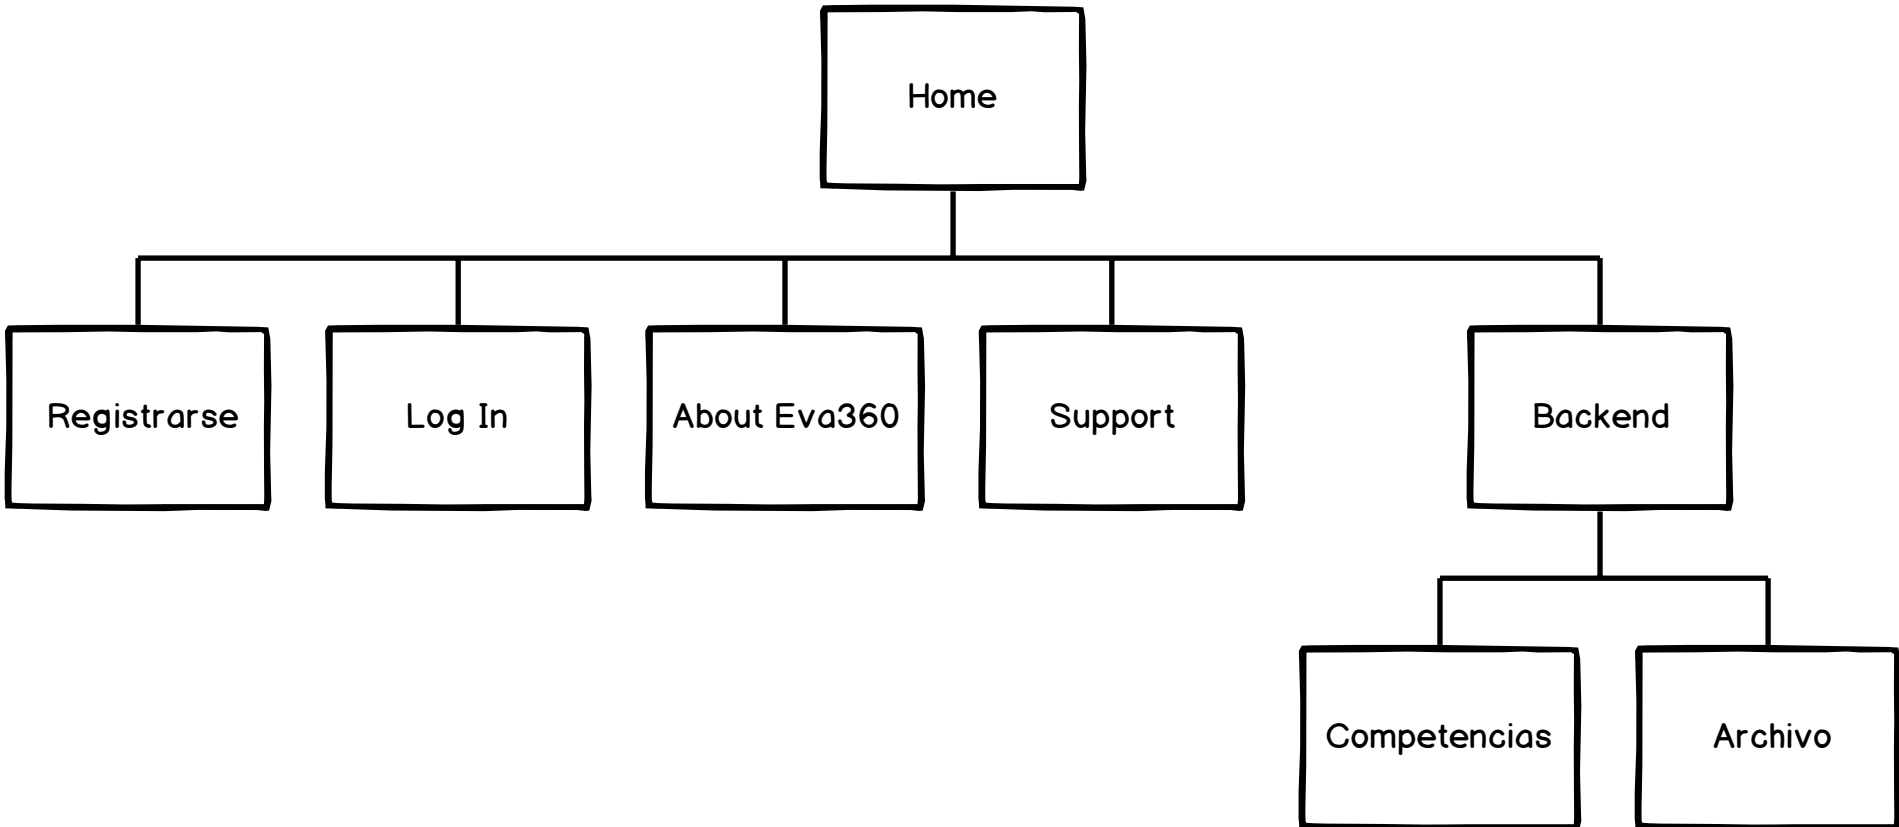 Home
Registrarse
Log In
About Eva360
Support
Backend
Competencias
Archivo